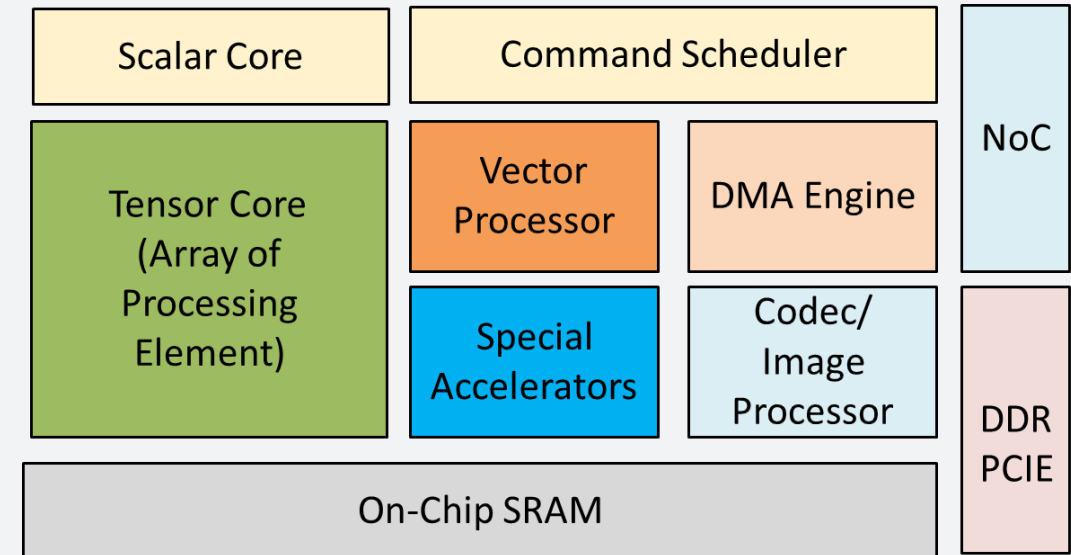 Scalar Core
Command Scheduler
NoC
Tensor Core
(Array of
Processing
Element)
Vector
Processor
DMA Engine
Special
Accelerators
Codec/
Image
Processor
DDR
PCIE
On-Chip SRAM